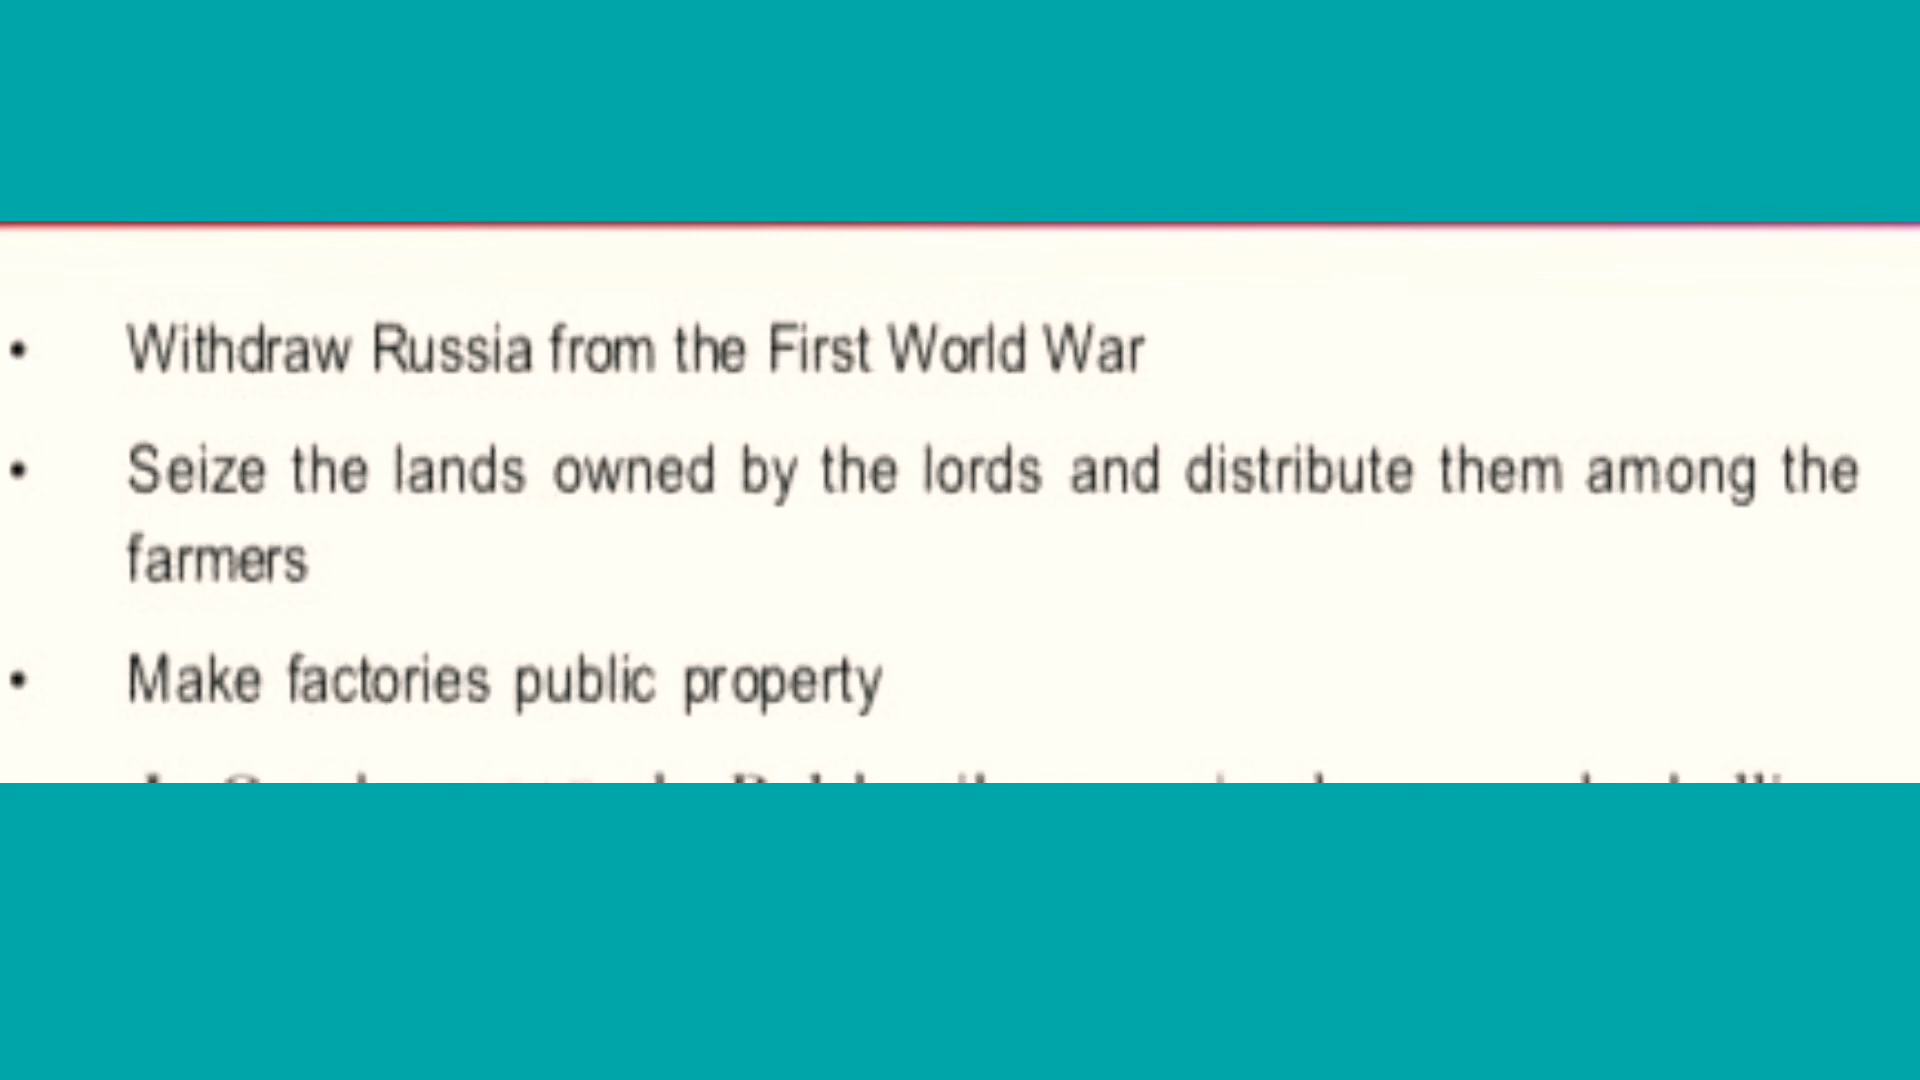 • Withdraw Russia from the First World War
• Seize the lands owned by the lords and distribute them among the
farmers
• Make factories public property